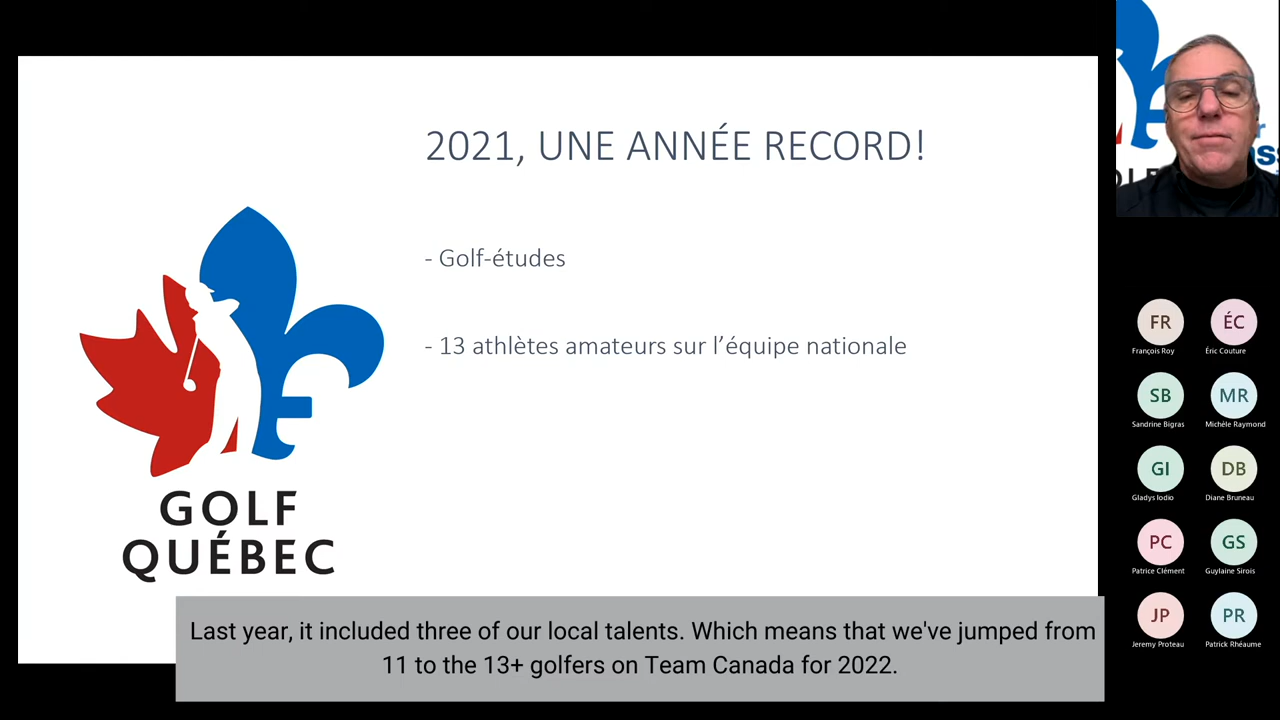 2021, UNE ANNÉE RECORD!
- Golf-études
- 13 athlètes amateurs sur l’équipe nationale
GOLF
QUÉBEC
Last year, it included three of our local talents. Which means that we've jumped from
11 to the 13+ golfers on Team Canada for 2022.
FR ÉC
François Roy Éric Couture
SB MR
Sandrine Bigras Michéle Raymond
GI DB
Gladys Iodio Diane Bruneau
PC GS
Patrice Clément Guylaine Sirois
JP PR
Jeremy Proteau Patrick Rhéaume